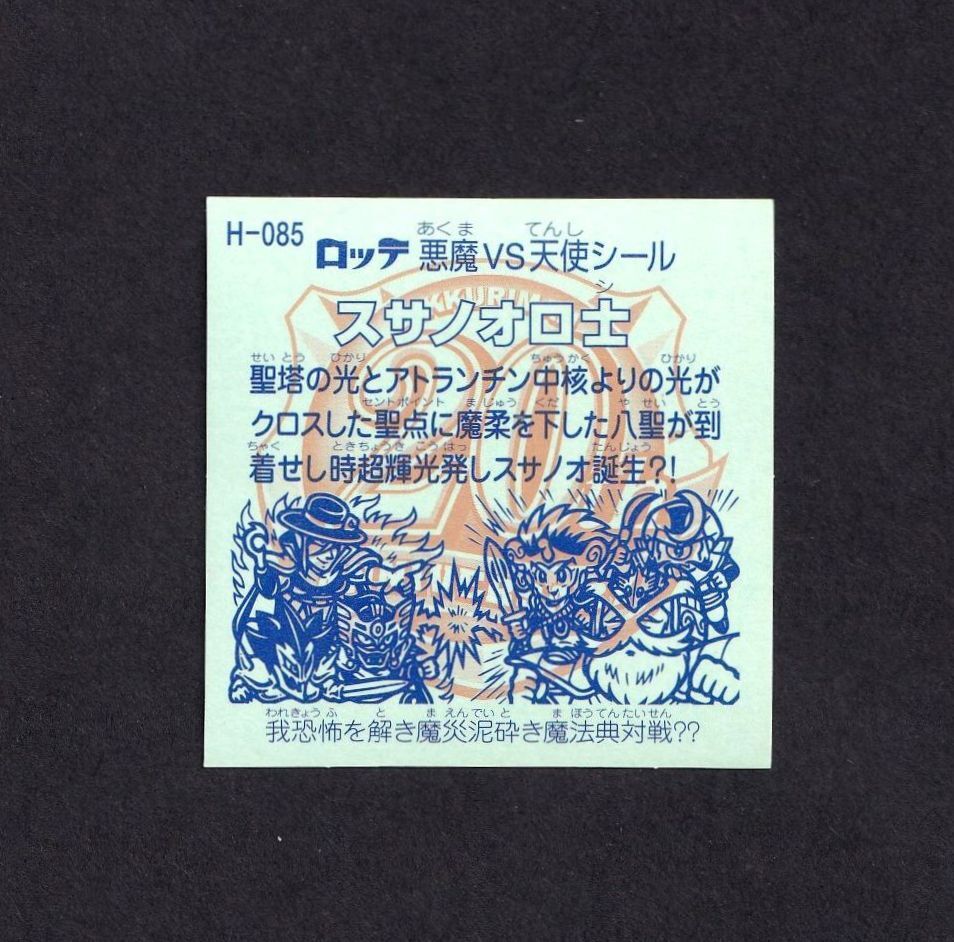 H-085
あくま てんし
ロッテ 悪魔VS天使シール
シ
スサノオロ士
せいとう ひかり ちゅうかく ひかり
聖塔の光とアトランチン中核よりの光が
セントポイント まじゅう くだ やせい とう
クロスした聖点に魔柔を下した八聖が到
ちゃく ときちょうき こうはっ たんじょう
着せし時超輝光発しスサノオ誕生?!
われきょうふ と まえんでいと ま ほうてんたいせん
我恐怖を解き魔災泥砕き魔法典対戦??